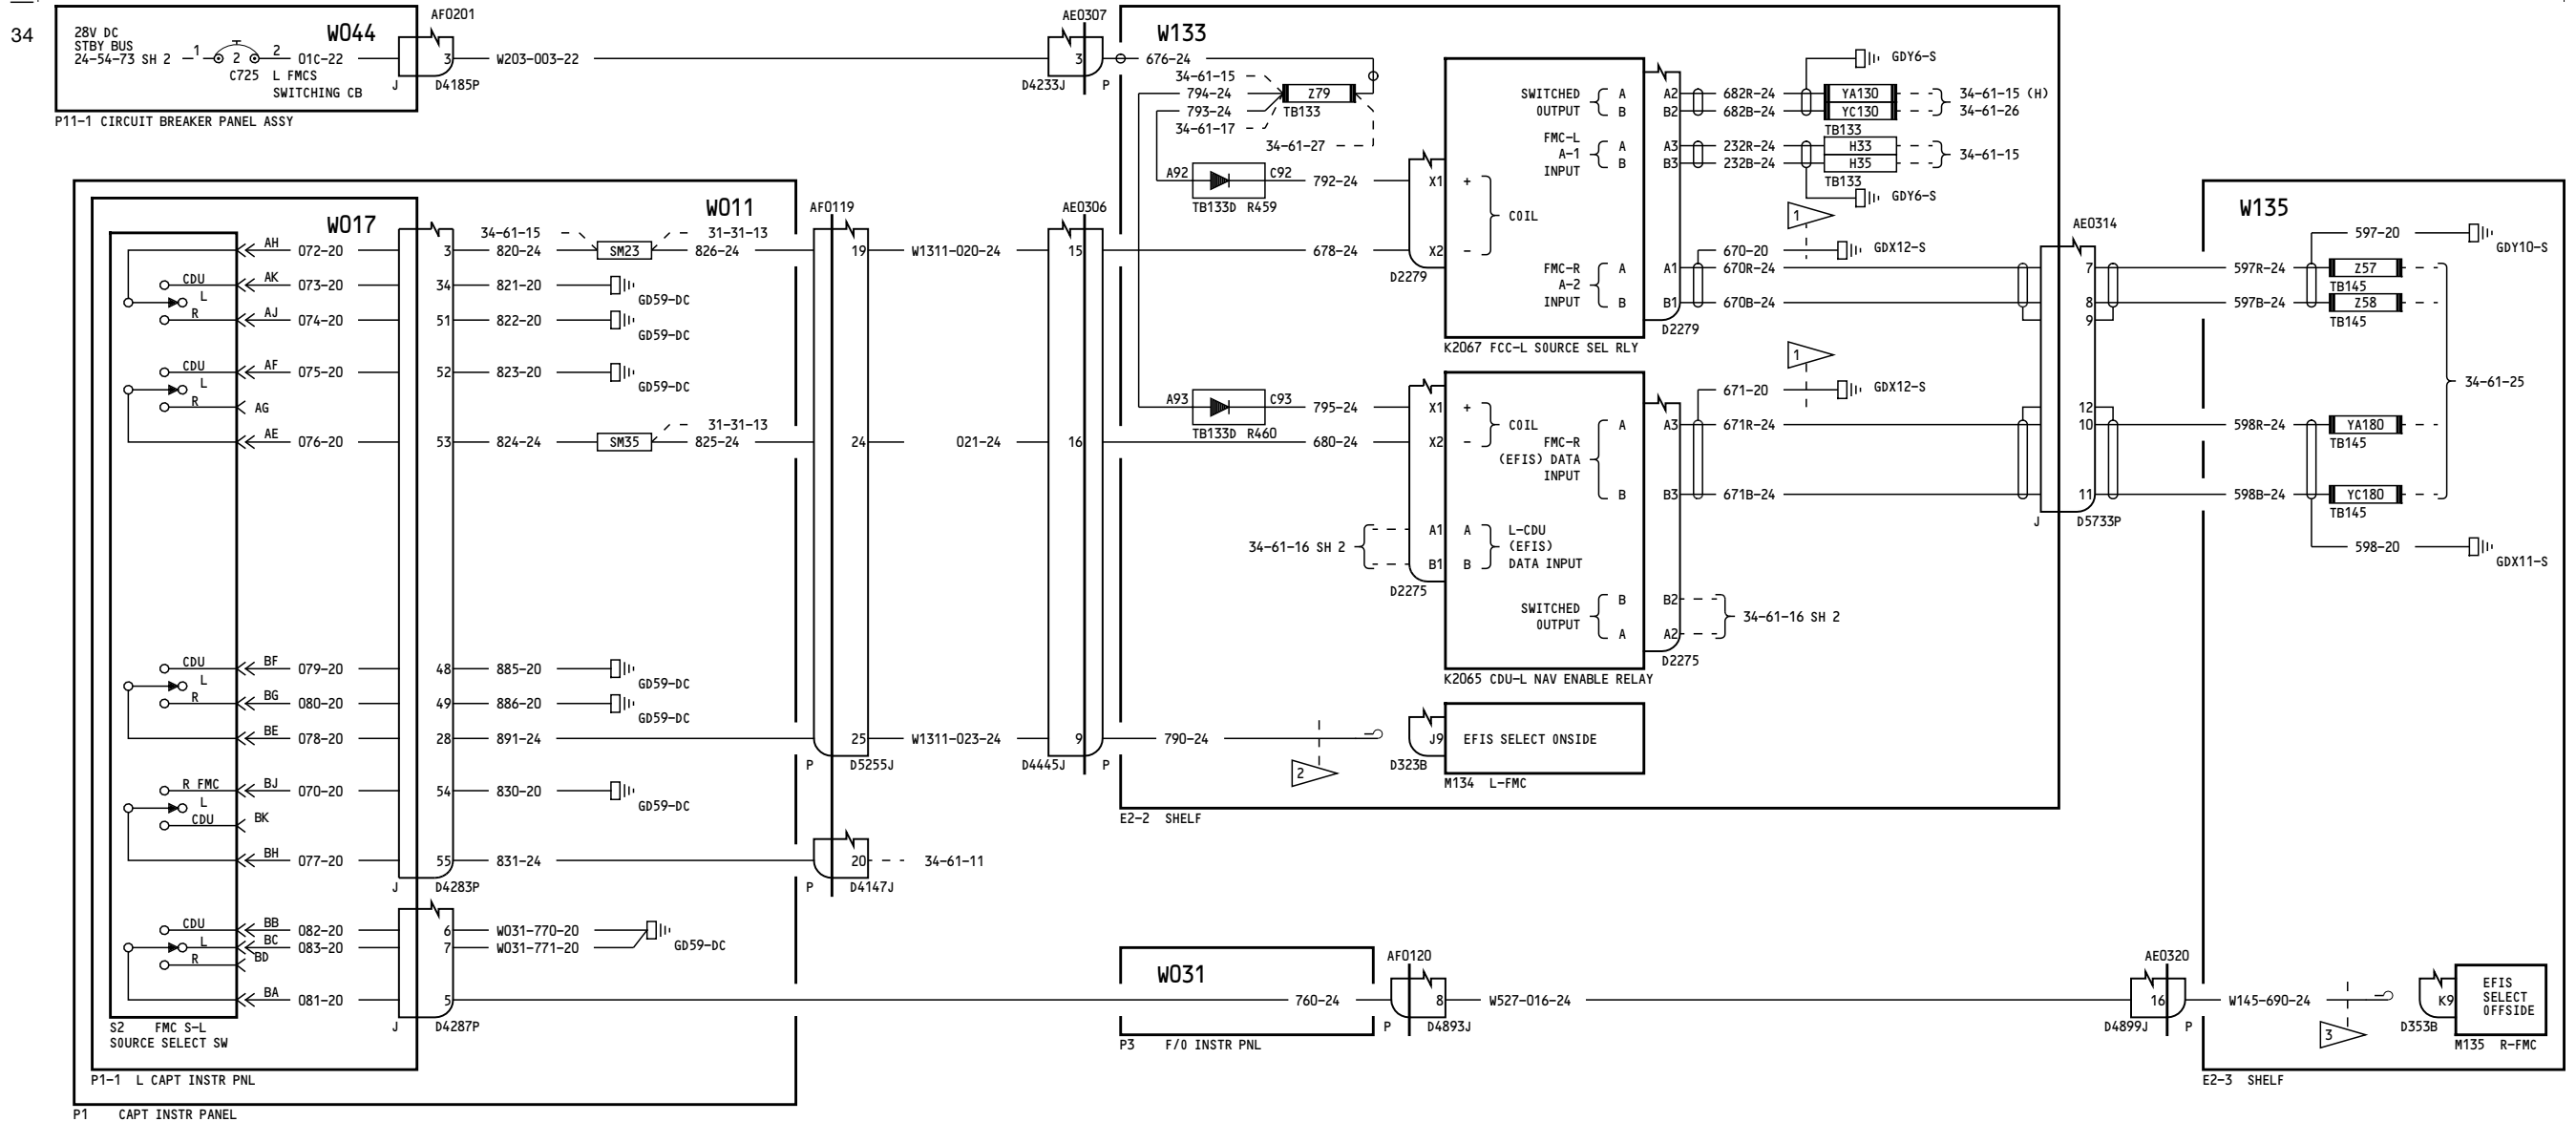 34
28V DC
STBY BUS
24-54-73 SH 2
1
2
2
C725
W044
01C-22
L FMCS
SWITCHING CB
J
AF0201
3
D4185P
W203-003-22
P11-1 CIRCUIT BREAKER PANEL ASSY
AE0307
3
D4233J
P
W133
676-24
34-61-15
794-24
793-24
34-61-17
Z79
TB133
34-61-27
A92
C92
792-24
TB133D R459
X1
+
COIL
X2
-
678-24
D2279
SWITCHED
OUTPUT
A
B
A2
B2
682R-24
682B-24
GDY6-S
YA130
YC130
TB133
34-61-15 (H)
34-61-26
FMC-L
A-1
INPUT
A
B
A3
B3
232R-24
232B-24
H33
H35
TB133
34-61-15
GDY6-S
1
FMC-R
A-2
INPUT
A
B
A1
B1
670-20
670R-24
670B-24
GDX12-S
D2279
K2067 FCC-L SOURCE SEL RLY
A93
C93
795-24
TB133D R460
680-24
X1
+
X2
-
COIL
FMC-R
(EFIS) DATA
INPUT
A
B
A3
B3
671-20
671R-24
671B-24
1
GDX12-S
34-61-16 SH 2
A1
A
B1
B
L-CDU
(EFIS)
DATA INPUT
D2275
SWITCHED
OUTPUT
B
A
B2
A2
34-61-16 SH 2
D2275
K2065 CDU-L NAV ENABLE RELAY
790-24
2
J9
D323B
EFIS SELECT ONSIDE
M134 L-FMC
E2-2 SHELF
AE0314
7
8
9
12
10
11
J
D5733P
W135
597-20
GDY10-S
597R-24
Z57
TB145
597B-24
Z58
TB145
34-61-25
598R-24
YA180
TB145
598B-24
YC180
TB145
598-20
GDX11-S
W017
W011
AH
072-20
3
820-24
34-61-15
SM23
31-31-13
826-24
CDU
AK
073-20
34
821-20
GD59-DC
L
R
AJ
074-20
51
822-20
GD59-DC
CDU
AF
075-20
52
823-20
GD59-DC
L
R
AG
AE
076-20
53
824-24
SM35
31-31-13
825-24
CDU
BF
079-20
48
885-20
GD59-DC
L
R
BG
080-20
49
886-20
GD59-DC
BE
078-20
28
891-24
R FMC
BJ
070-20
54
830-20
GD59-DC
L
CDU
BK
BH
077-20
55
831-24
J
D4283P
CDU
BB
082-20
6
W031-770-20
L
BC
083-20
7
W031-771-20
GD59-DC
R
BD
BA
081-20
5
J
D4287P
S2 FMC S-L
SOURCE SELECT SW
P1-1 L CAPT INSTR PNL
P1 CAPT INSTR PANEL
AF0119
19
W1311-020-24
24
021-24
25
W1311-023-24
P
D5255J
20
34-61-11
P
D4147J
AE0306
15
16
9
D4445J
P
W031
760-24
P3 F/O INSTR PNL
AF0120
8
P
D4893J
W527-016-24
AE0320
16
D4899J
P
W145-690-24
3
K9
D353B
EFIS
SELECT
OFFSIDE
M135 R-FMC
E2-3 SHELF